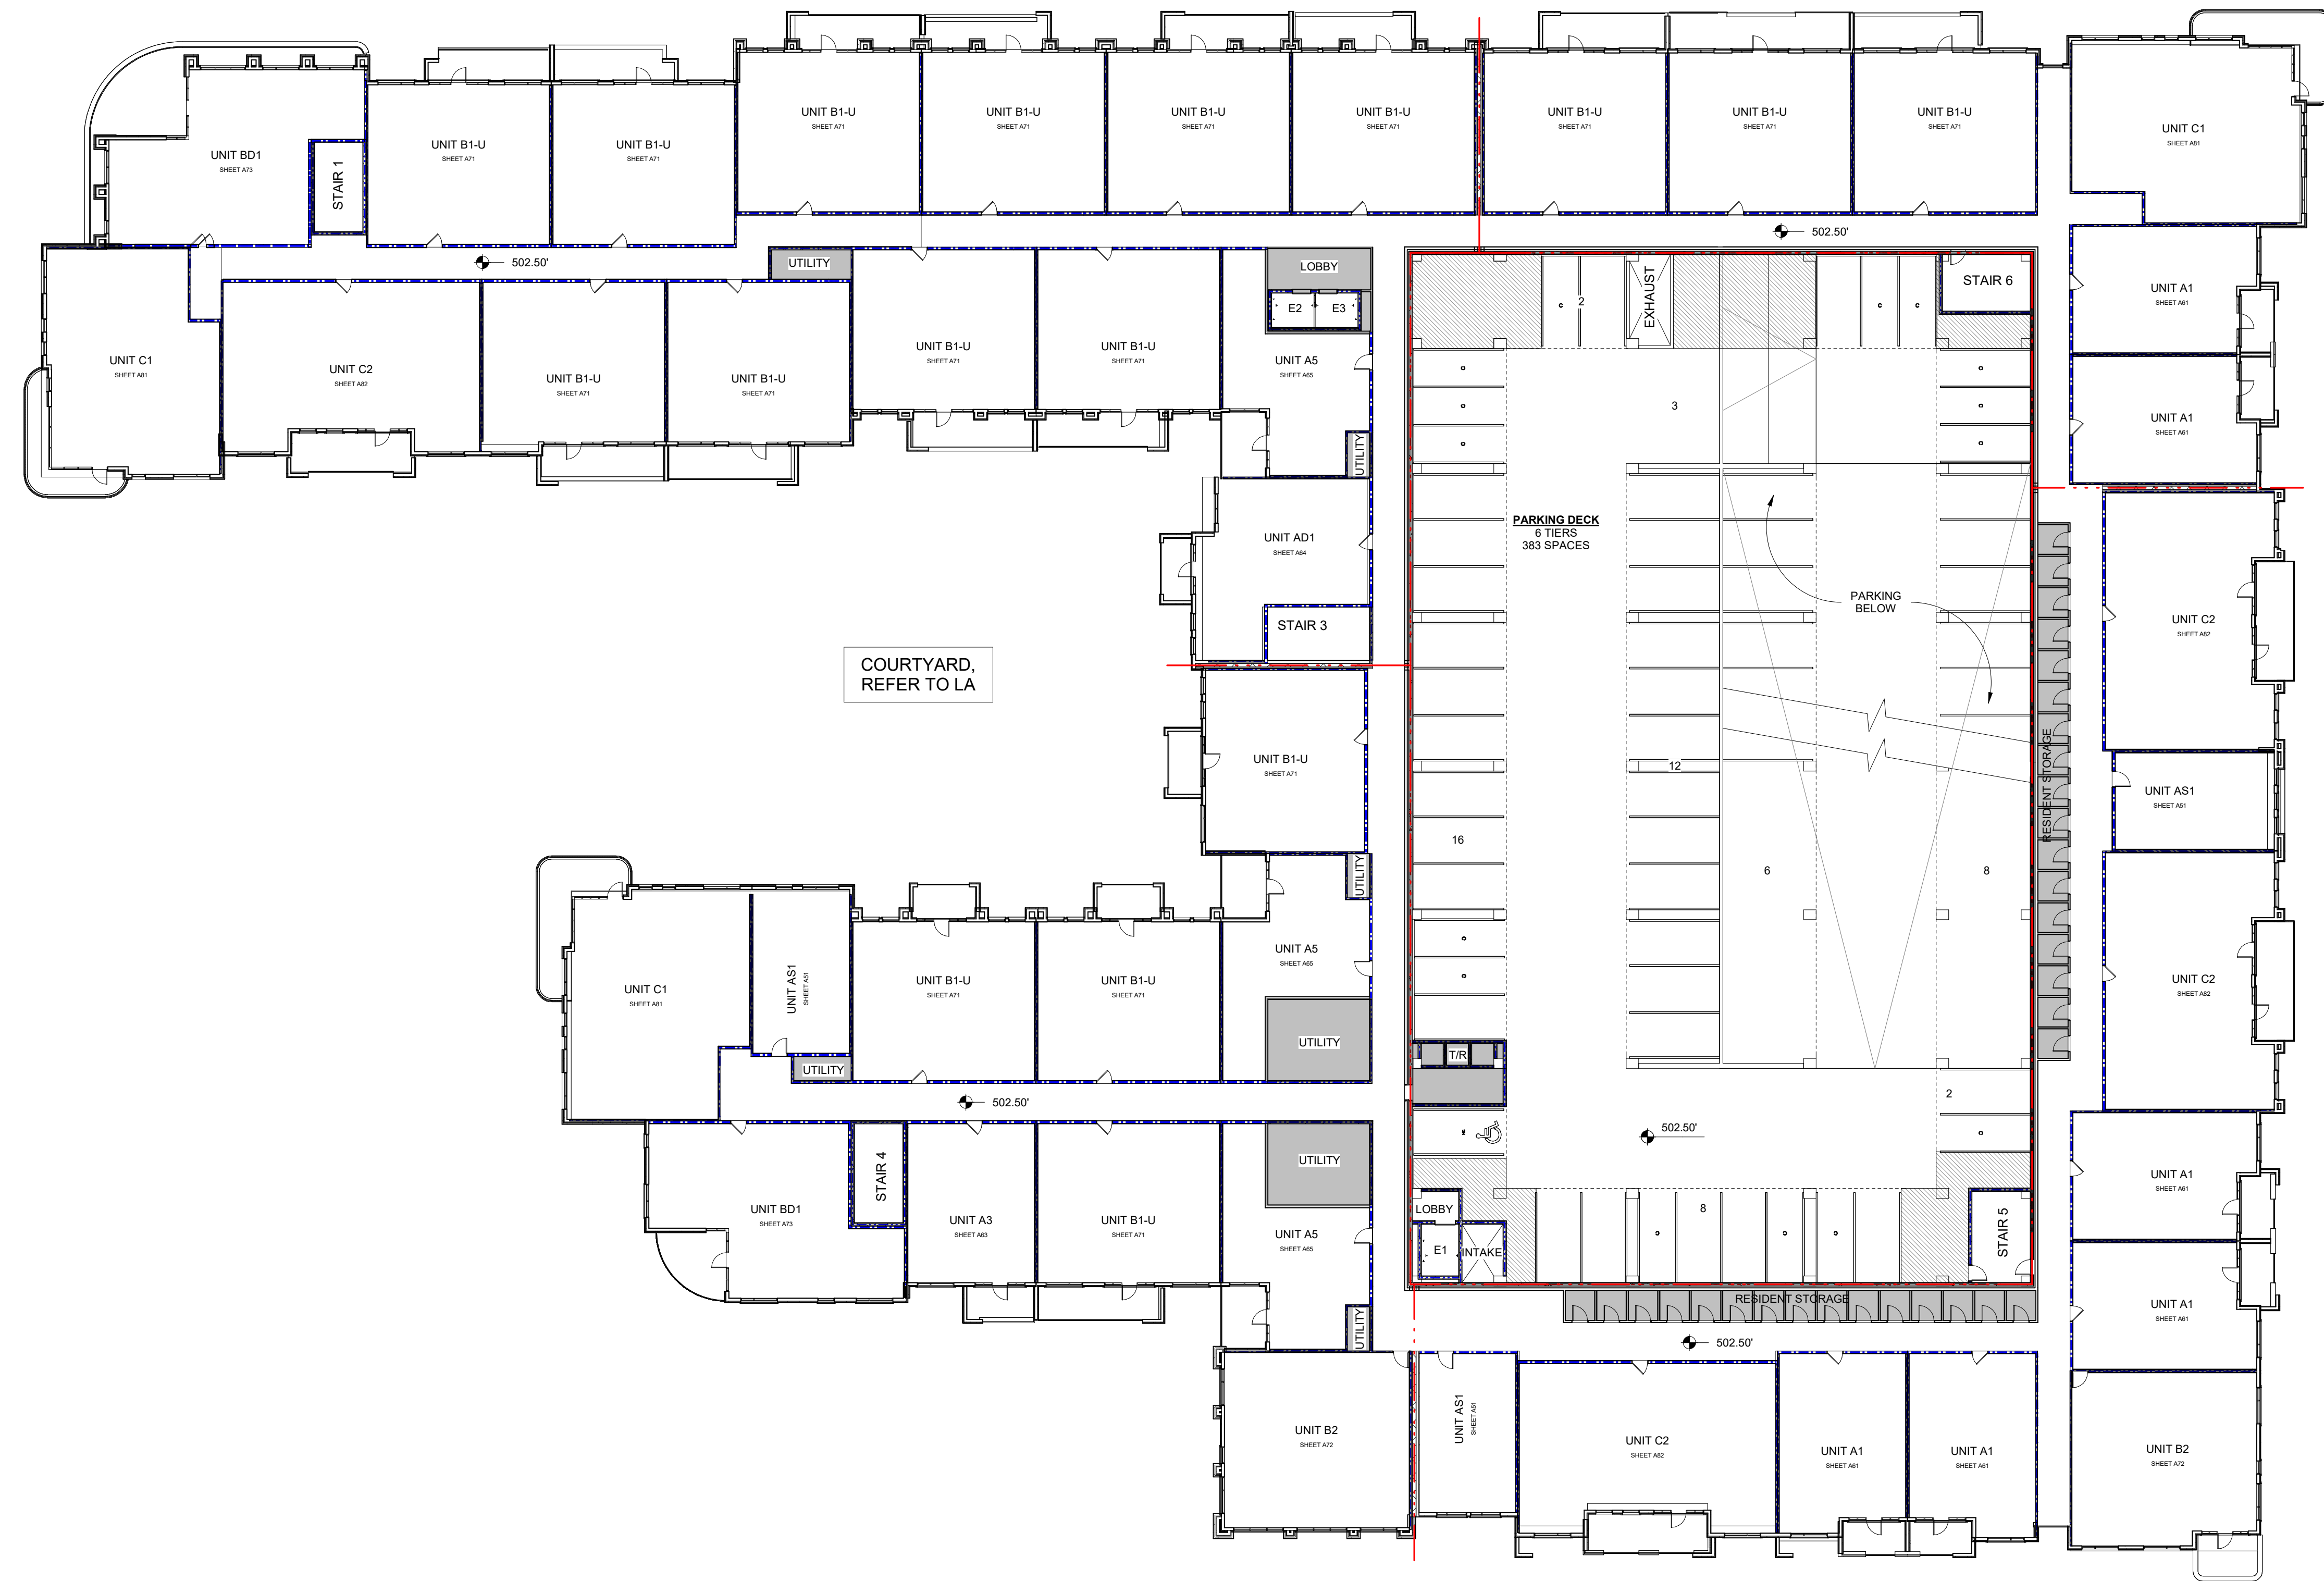 UNIT BD1
SHEET A73
STAIR 1
UNIT B1-U
SHEET A71
UNIT B1-U
SHEET A71
UNIT B1-U
SHEET A71
UNIT B1-U
SHEET A71
UNIT B1-U
SHEET A71
UNIT B1-U
SHEET A71
UNIT B1-U
SHEET A71
UNIT B1-U
SHEET A71
UNIT B1-U
SHEET A71
UNIT C1
SHEET A81
502.50'
502.50'
UTILITY
LOBBY
E2
E3
UNIT C1
SHEET A81
UNIT C2
SHEET A82
UNIT B1-U
SHEET A71
UNIT B1-U
SHEET A71
UNIT B1-U
SHEET A71
UNIT B1-U
SHEET A71
UNIT A5
SHEET A65
UTILITY
2
EXHAUST
STAIR 6
3
UNIT A1
SHEET A61
UNIT A1
SHEET A61
PARKING DECK
6 TIERS
383 SPACES
UNIT AD1
SHEET A64
STAIR 3
PARKING
BELOW
UNIT C2
SHEET A82
COURTYARD,
REFER TO LA
UNIT B1-U
SHEET A71
12
RESIDENT STORAGE
UNIT AS1
SHEET A51
16
6
8
UTILITY
UNIT C1
SHEET A81
UNIT AS1
SHEET A51
UNIT B1-U
SHEET A71
UNIT B1-U
SHEET A71
UNIT A5
SHEET A65
UNIT C2
SHEET A82
UTILITY
UTILITY
T/R
502.50'
2
502.50'
UNIT BD1
SHEET A73
STAIR 4
UNIT A3
SHEET A63
UNIT B1-U
SHEET A71
UTILITY
UNIT A5
SHEET A65
LOBBY
E1
INTAKE
8
STAIR 5
UNIT A1
SHEET A61
RESIDENT STORAGE
UNIT A1
SHEET A61
UTILITY
502.50'
UNIT B2
SHEET A72
UNIT AS1
SHEET A51
UNIT C2
SHEET A82
UNIT A1
SHEET A61
UNIT A1
SHEET A61
UNIT B2
SHEET A72